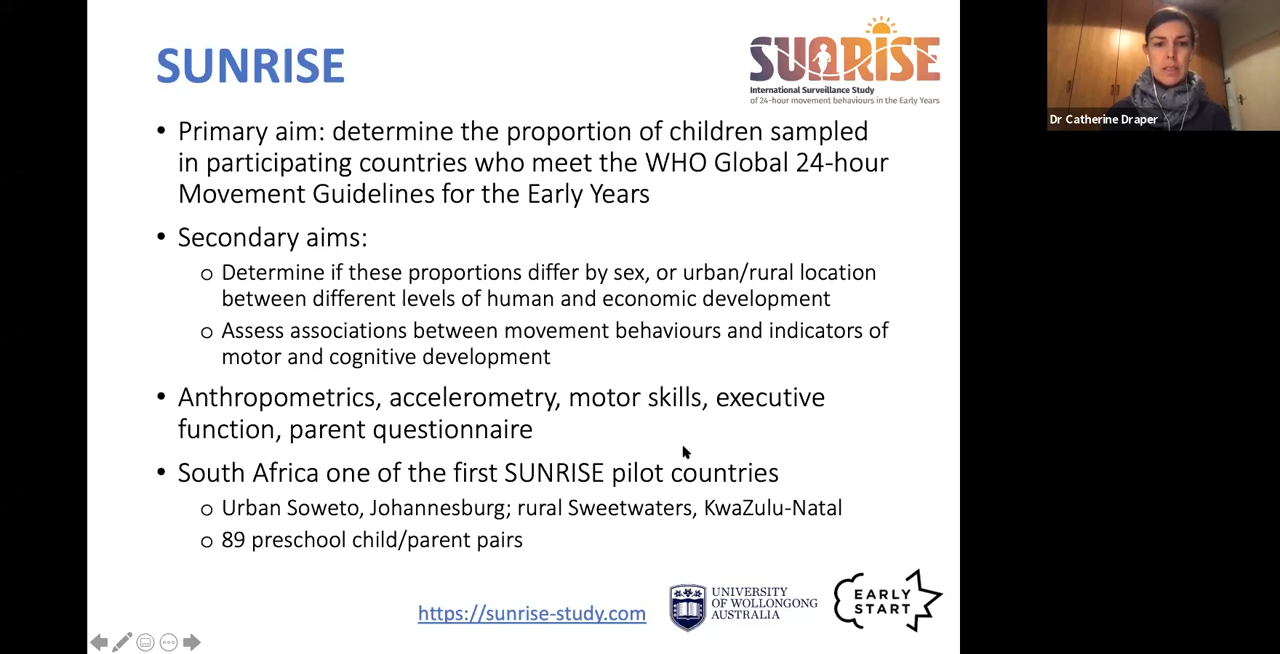 SUNRISE
SUNRISE
International Surveillance Study
of 24-hour movement behaviours in the Early Years
• Primary aim: determine the proportion of children sampled
in participating countries who meet the WHO Global 24-hour
Movement Guidelines for the Early Years
• Secondary aims:
o Determine if these proportions differ by sex, or urban/rural location
between different levels of human and economic development
o Assess associations between movement behaviours and indicators of
motor and cognitive development
• Anthropometrics, accelerometry, motor skills, executive
function, parent questionnaire
• South Africa one of the first SUNRISE pilot countries
o Urban Soweto, Johannesburg; rural Sweetwaters, KwaZulu-Natal
o 89 preschool child/parent pairs
https://sunrise-study.com
UNIVERSITY
OF WOLLONGONG
AUSTRALIA
EARLY
START
Dr Catherine Draper